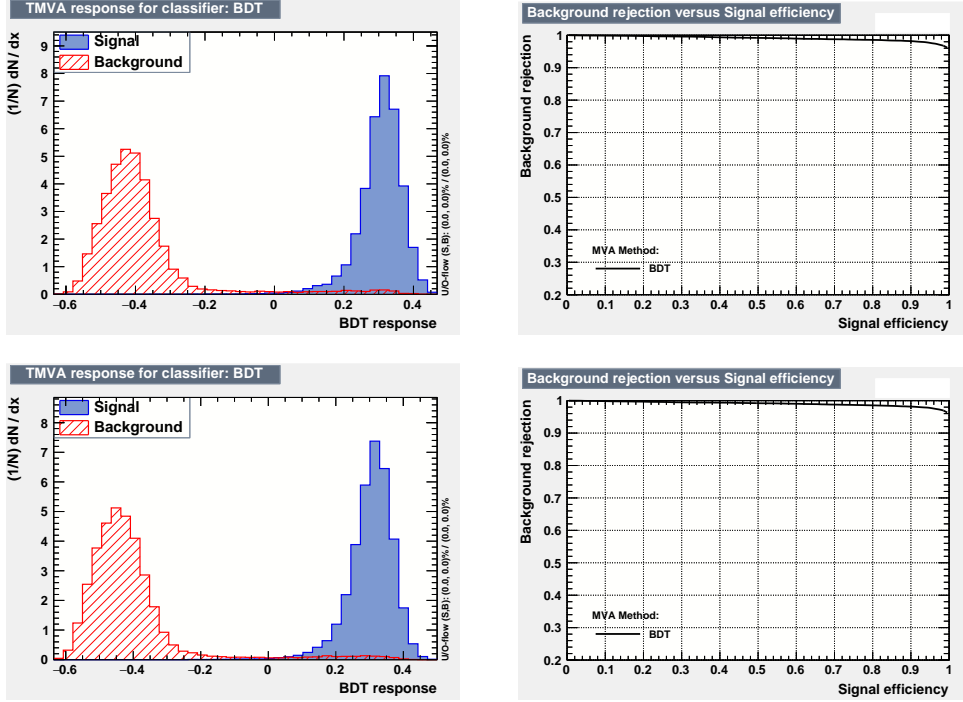 TMVA response for classifier: BDT
(1/N) dN / dx
Signal
Background
9
8
7
6
5
4
3
2
1
0
−0.6 −0.4 −0.2 0 0.2 0.4
BDT response
U/O-flow (S,B): (0.0, 0.0)% / (0.0, 0.0)%
Background rejection versus Signal efficiency
Background rejection
1
0.9
0.8
0.7
0.6
0.5
0.4
0.3
0.2
MVA Method:
BDT
0 0.1 0.2 0.3 0.4 0.5 0.6 0.7 0.8 0.9 1
Signal efficiency
TMVA response for classifier: BDT
(1/N) dN / dx
Signal
Background
8
7
6
5
4
3
2
1
0
−0.6 −0.4 −0.2 0 0.2 0.4
BDT response
U/O-flow (S,B): (0.0, 0.0)% / (0.0, 0.0)%
Background rejection versus Signal efficiency
Background rejection
1
0.9
0.8
0.7
0.6
0.5
0.4
0.3
0.2
MVA Method:
BDT
0 0.1 0.2 0.3 0.4 0.5 0.6 0.7 0.8 0.9 1
Signal efficiency